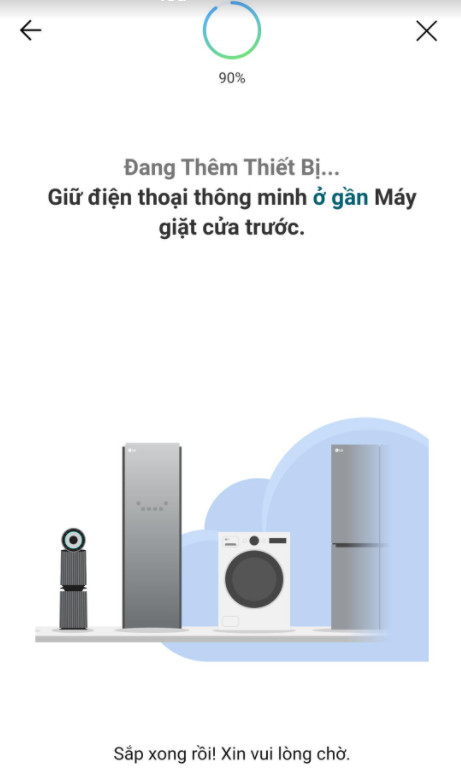 90%
Đang Thêm Thiết Bị...
Giữ điện thoại thông minh ở gần Máy
giặt cửa trước.
Sắp xong rồi! Xin vui lòng chờ.